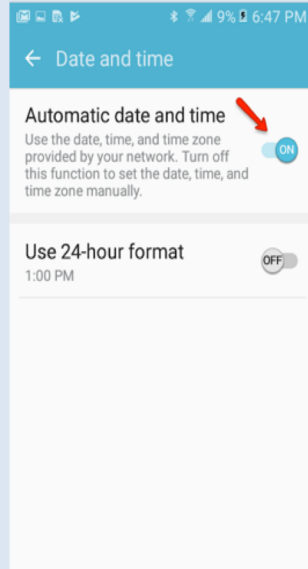 9% 6:47 PM
Date and time
Automatic date and time
Use the date, time, and time zone
provided by your network. Turn off
this function to set the date, time, and
time zone manually.
ON
Use 24-hour format
1:00 PM
OFF